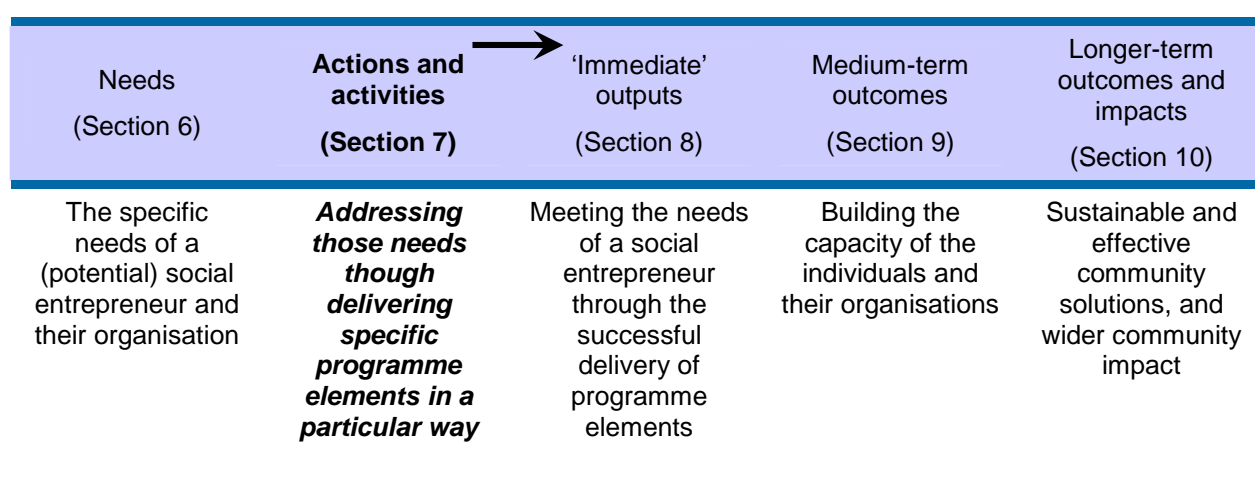 Needs
(Section 6)
Actions and
activities
(Section 7)
‘Immediate’
outputs
(Section 8)
Medium-term
outcomes
(Section 9)
Longer-term
outcomes and
impacts
(Section 10)
The specific
needs of a
(potential) social
entrepreneur and
their organisation
Addressing
those needs
though
delivering
specific
programme
elements in a
particular way
Meeting the needs
of a social
entrepreneur
through the
successful
delivery of
programme
elements
Building the
capacity of the
individuals and
their organisations
Sustainable and
effective
community
solutions, and
wider community
impact